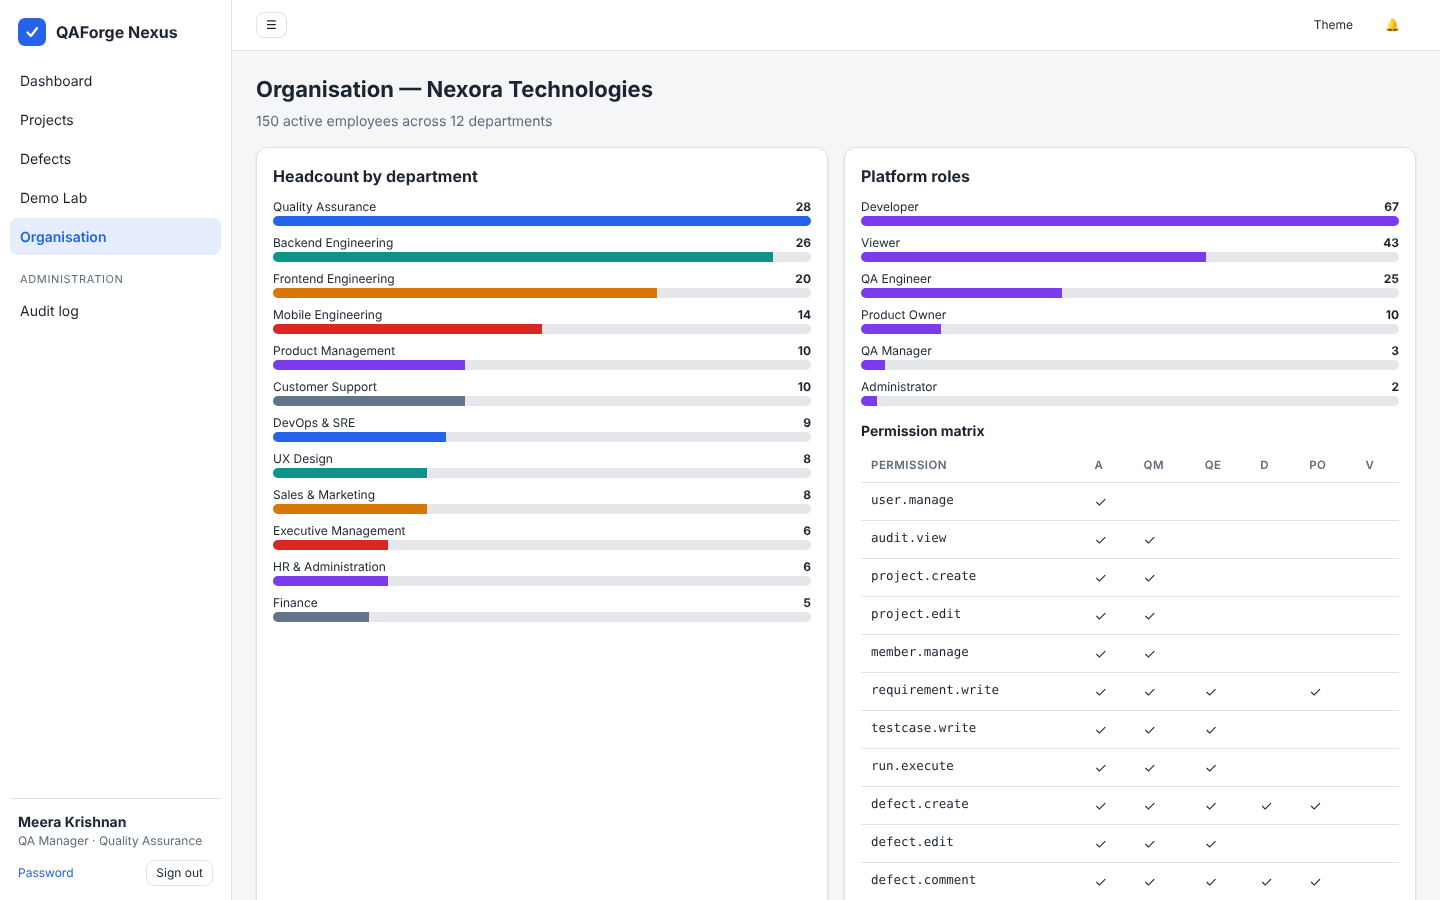 QAForge Nexus
Dashboard
Projects
Defects
Demo Lab
Organisation
ADMINISTRATION
Audit log
Meera Krishnan
QA Manager · Quality Assurance
Password Sign out
☰ Theme 🔔
Organisation — Nexora Technologies
150 active employees across 12 departments
Headcount by department
Quality Assurance 28
Backend Engineering 26
Frontend Engineering 20
Mobile Engineering 14
Product Management 10
Customer Support 10
DevOps & SRE 9
UX Design 8
Sales & Marketing 8
Executive Management 6
HR & Administration 6
Finance 5
Platform roles
Developer 67
Viewer 43
QA Engineer 25
Product Owner 10
QA Manager 3
Administrator 2
Permission matrix
PERMISSION A QM QE D PO V
user.manage ✓
audit.view ✓ ✓
project.create ✓ ✓
project.edit ✓ ✓
member.manage ✓ ✓
requirement.write ✓ ✓ ✓ ✓
testcase.write ✓ ✓ ✓
run.execute ✓ ✓ ✓
defect.create ✓ ✓ ✓ ✓ ✓
defect.edit ✓ ✓ ✓
defect.comment ✓ ✓ ✓ ✓ ✓